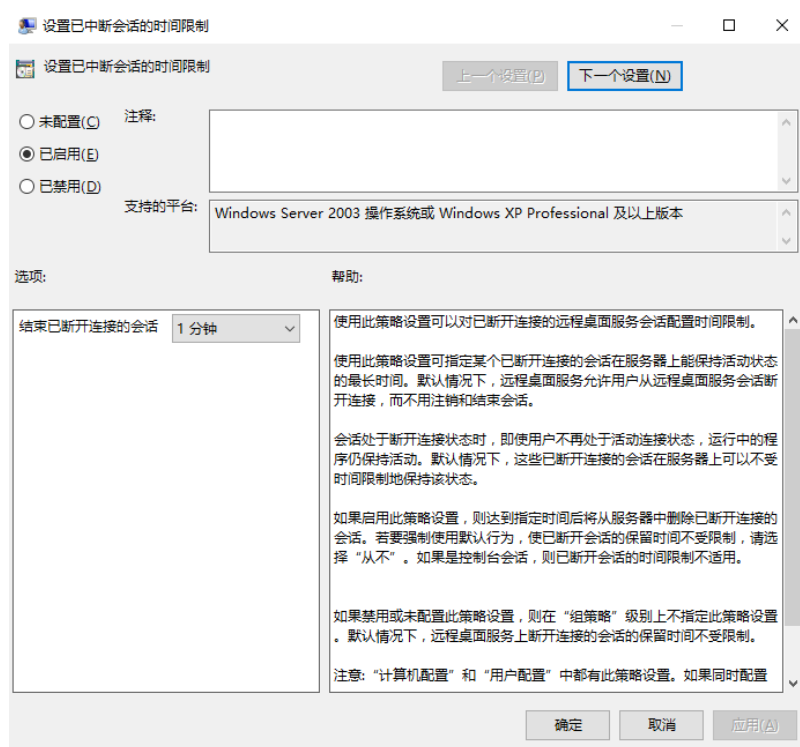 设置已中断会话的时间限制
设置已中断会话的时间限制
上一个设置(P)
下一个设置(N)
未配置(C)
注释:
已启用(E)
已禁用(D)
支持的平台:
Windows Server 2003 操作系统或 Windows XP Professional 及以上版本
选项:
帮助:
结束已断开连接的会话
1 分钟
使用此策略设置可以对已断开连接的远程桌面服务会话配置时间限制。
使用此策略设置可指定某个已断开连接的会话在服务器上能保持活动状态
的最长时间。默认情况下，远程桌面服务允许用户从远程桌面服务会话断
开连接，而不用注销和结束会话。
会话处于断开连接状态时，即使用户不再处于活动连接状态，运行中的程
序仍保持活动。默认情况下，这些已断开连接的会话在服务器上可以不受
时间限制地保持该状态。
如果启用此策略设置，则达到指定时间后将从服务器中删除已断开连接的
会话。若要强制使用默认行为，使已断开会话的保留时间不受限制，请选
择“从不”。如果是控制台会话，则已断开会话的时间限制不适用。
如果禁用或未配置此策略设置，则在“组策略”级别上不指定此策略设置
。默认情况下，远程桌面服务上断开连接的会话的保留时间不受限制。
注意:“计算机配置”和“用户配置”中都有此策略设置。如果同时配置
确定
取消
应用(A)